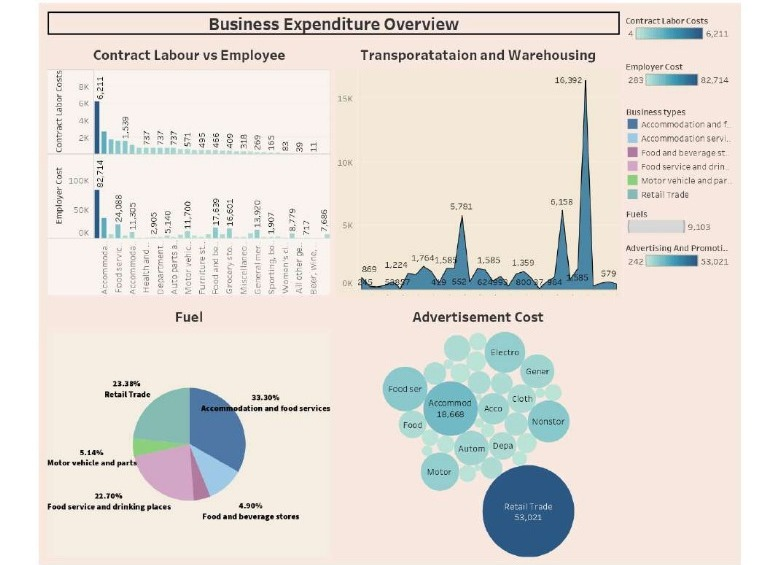 Business Expenditure Overview
Contract Labor Costs
4 6,211
Employer Cost
283 82,714
Business types
Accommodation and f..
Accommodation servi..
Food and beverage st..
Food service and drin..
Motor vehicle and par..
Retail Trade
Fuels
9,103
Advertising And Promoti..
242 53,021
Contract Labour vs Employee
Contract Labor Costs
8K
6K
4K
2K
6,211
1,539
737
737
737
571
495
466
409
318
269
165
83
39
11
Employer Cost
100K
50K
0K
82,714
24,088
11,305
2,905
5,140
11,700
17,639
16,601
13,920
1,907
8,779
717
7,686
Accommoda..
Food servic..
Accommoda..
Health and..
Department..
Auto parts a..
Motor vehic..
Furniture st..
Food and be..
Grocery sto..
Miscellaneo..
General mer..
Sporting, ho..
Women's cl..
All other ge..
Beer, wine,..
Transporatataion and Warehousing
15K
10K
5K
0K
16,392
5,781
6,158
869
1,224
1,764
1,585
1,585
1,359
1,585
579
245
562
800
984
Fuel
23.38%
Retail Trade
33.30%
Accommodation and food services
5.14%
Motor vehicle and parts
22.70%
Food service and drinking places
4.90%
Food and beverage stores
Advertisement Cost
Electro
Gener
Food ser
Accommod
18,668
Acco
Cloth
Food
Nonstor
Autom
Depa
Motor
Retail Trade
53,021